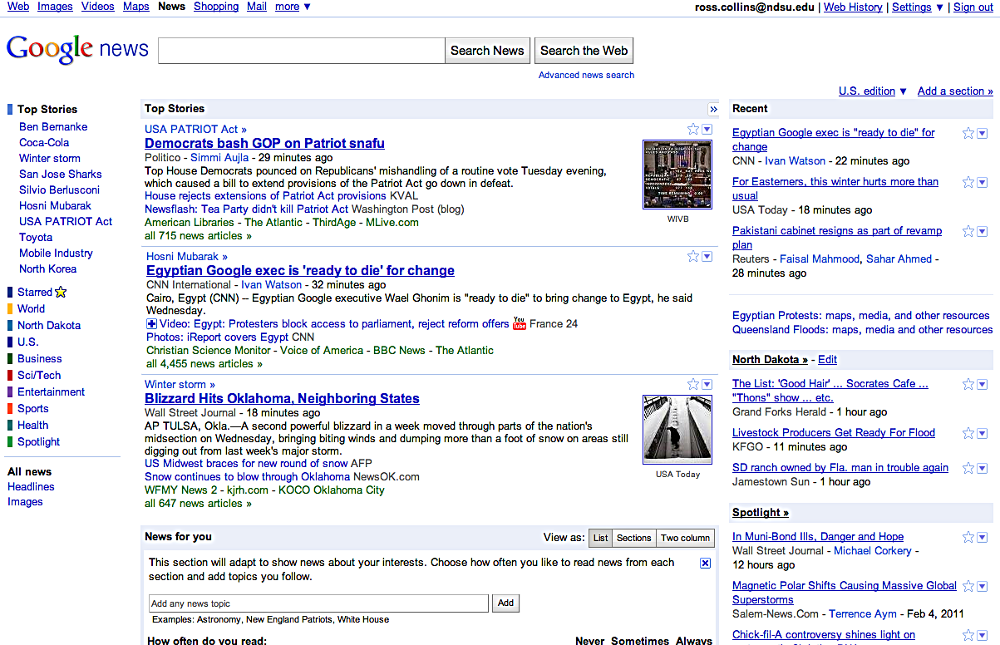 Web Images Videos Maps News Shopping Mail more ▼
ross.collins@ndsu.edu | Web History | Settings ▼ | Sign out
Google news
Search News
Search the Web
Advanced news search
U.S. edition ▼ Add a section »
Top Stories
Ben Bernanke
Coca-Cola
Winter storm
San Jose Sharks
Silvio Berlusconi
Hosni Mubarak
USA PATRIOT Act
Toyota
Mobile Industry
North Korea
Starred
World
North Dakota
U.S.
Business
Sci/Tech
Entertainment
Sports
Health
Spotlight
All news
Headlines
Images
Top Stories
»
USA PATRIOT Act »
Democrats bash GOP on Patriot snafu
Politico - Simmi Aujla - 29 minutes ago
Top House Democrats pounced on Republicans' mishandling of a routine vote Tuesday evening,
which caused a bill to extend provisions of the Patriot Act go down in defeat.
House rejects extensions of Patriot Act provisions KVAL
Newsflash: Tea Party didn't kill Patriot Act Washington Post (blog)
American Libraries - The Atlantic - ThirdAge - MLive.com
all 715 news articles »
WIVB
Hosni Mubarak »
Egyptian Google exec is 'ready to die' for change
CNN International - Ivan Watson - 32 minutes ago
Cairo, Egypt (CNN) -- Egyptian Google executive Wael Ghonim is "ready to die" to bring change to Egypt, he said
Wednesday.
Video: Egypt: Protesters block access to parliament, reject reform offers You Tube France 24
Photos: iReport covers Egypt CNN
Christian Science Monitor - Voice of America - BBC News - The Atlantic
all 4,455 news articles »
Winter storm »
Blizzard Hits Oklahoma, Neighboring States
Wall Street Journal - 18 minutes ago
AP TULSA, Okla.—A second powerful blizzard in a week moved through parts of the nation's
midsection on Wednesday, bringing biting winds and dumping more than a foot of snow on areas still
digging out from last week's major storm.
US Midwest braces for new round of snow AFP
Snow continues to blow through Oklahoma NewsOK.com
WFMY News 2 - kjrh.com - KOCO Oklahoma City
all 647 news articles »
USA Today
News for you
View as: List Sections Two column
This section will adapt to show news about your interests. Choose how often you like to read news from each
section and add topics you follow.
Add any news topic
Add
Examples: Astronomy, New England Patriots, White House
How often do you read:
Never Sometimes Always
Recent
Egyptian Google exec is "ready to die" for
change
CNN - Ivan Watson - 22 minutes ago
For Easterners, this winter hurts more than
usual
USA Today - 18 minutes ago
Pakistani cabinet resigns as part of revamp
plan
Reuters - Faisal Mahmood, Sahar Ahmed -
28 minutes ago
Egyptian Protests: maps, media, and other resources
Queensland Floods: maps, media and other resources
North Dakota » - Edit
The List: 'Good Hair' ... Socrates Cafe ...
"Thons" show ... etc.
Grand Forks Herald - 1 hour ago
Livestock Producers Get Ready For Flood
KFGO - 11 minutes ago
SD ranch owned by Fla. man in trouble again
Jamestown Sun - 1 hour ago
Spotlight »
In Muni-Bond Ills, Danger and Hope
Wall Street Journal - Michael Corkery -
12 hours ago
Magnetic Polar Shifts Causing Massive Global
Superstorms
Salem-News.Com - Terrence Aym - Feb 4, 2011
Chick-fil-A controversy shines light on